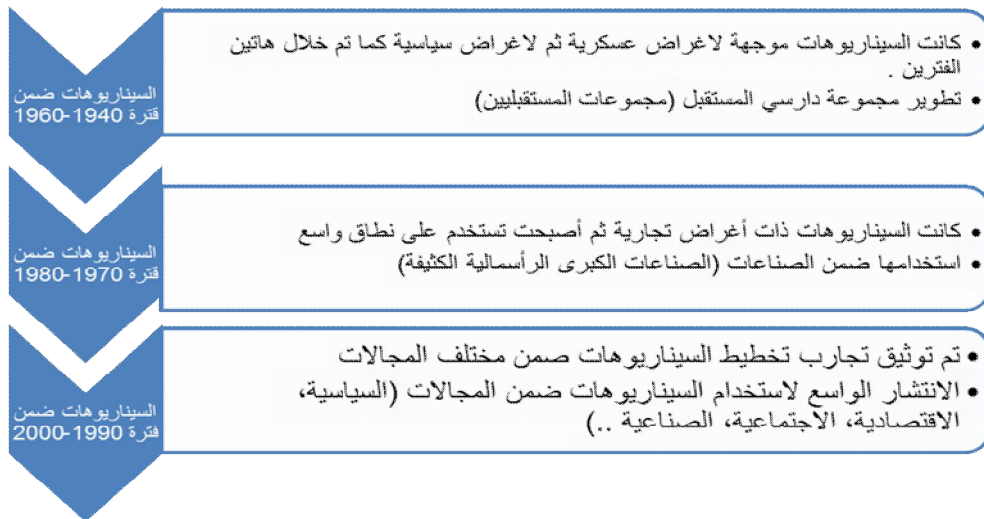 السيناريوهات ضمن
فترة 1940-1960
• كانت السيناريوهات موجهة لاغراض عسكرية ثم لاغراض سياسية كما تم خلال هاتين
الفترين .
• تطوير مجموعة دارسي المستقبل (مجموعات المستقبليين)
السيناريوهات ضمن
فترة 1970-1980
• كانت السيناريوهات ذات أغراض تجارية ثم أصبحت تستخدم على نطاق واسع
• استخدامها ضمن الصناعات (الصناعات الكبرى الرأسمالية الكثيفة)
السيناريوهات ضمن
فترة 1990-2000
• تم توثيق تجارب تخطيط السيناريوهات صمن مختلف المجالات
• الانتشار الواسع لاستخدام السيناريوهات ضمن المجالات (السياسية،
الاقتصادية، الاجتماعية، الصناعية ..)